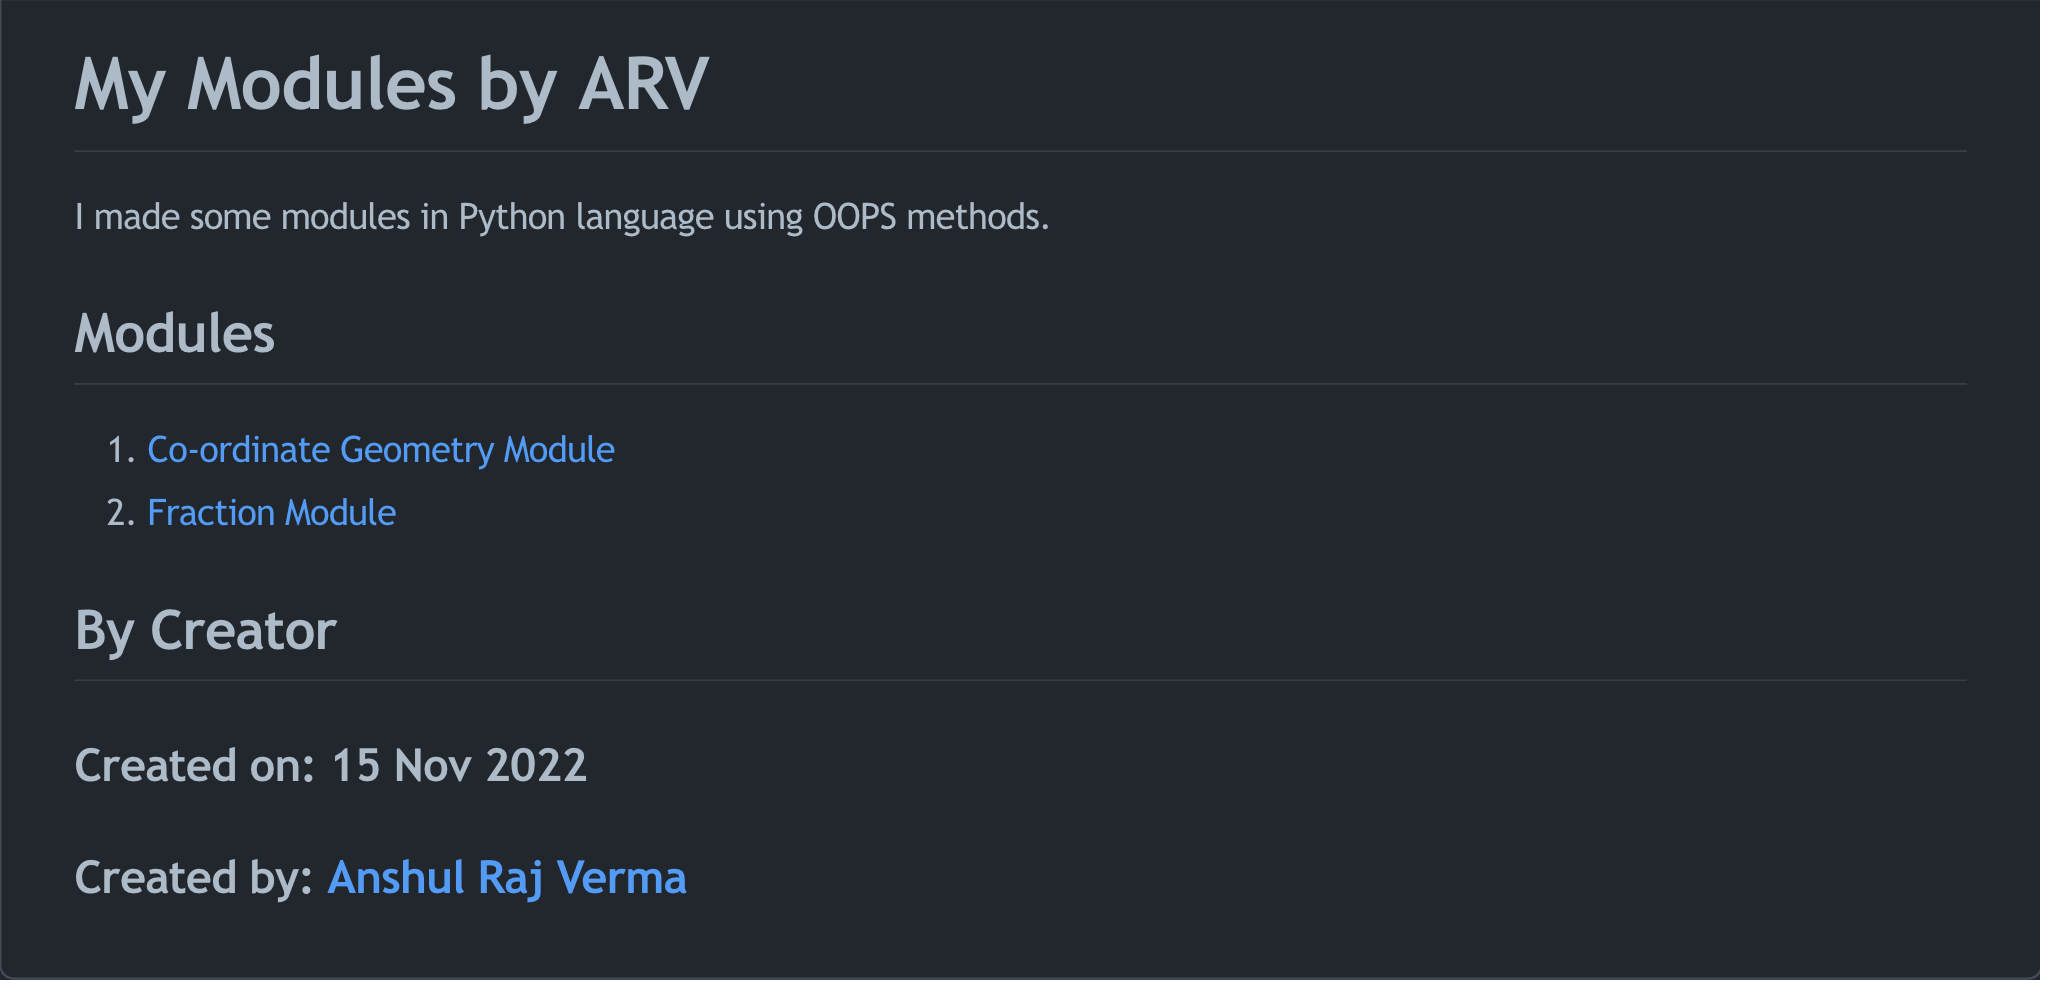 My Modules by ARV
I made some modules in Python language using OOPS methods.
Modules
1. Co-ordinate Geometry Module
2. Fraction Module
By Creator
Created on: 15 Nov 2022
Created by: Anshul Raj Verma